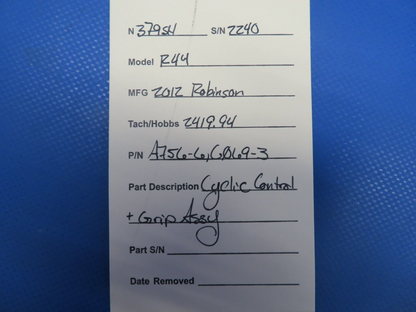 N 379SH S/N 2240
Model R44
MFG 2012 Robinson
Tach/Hobbs 2419.94
P/N A756-6, C069-3
Part Description Cyclic Control
+ Grip Assy
Part S/N
Date Removed